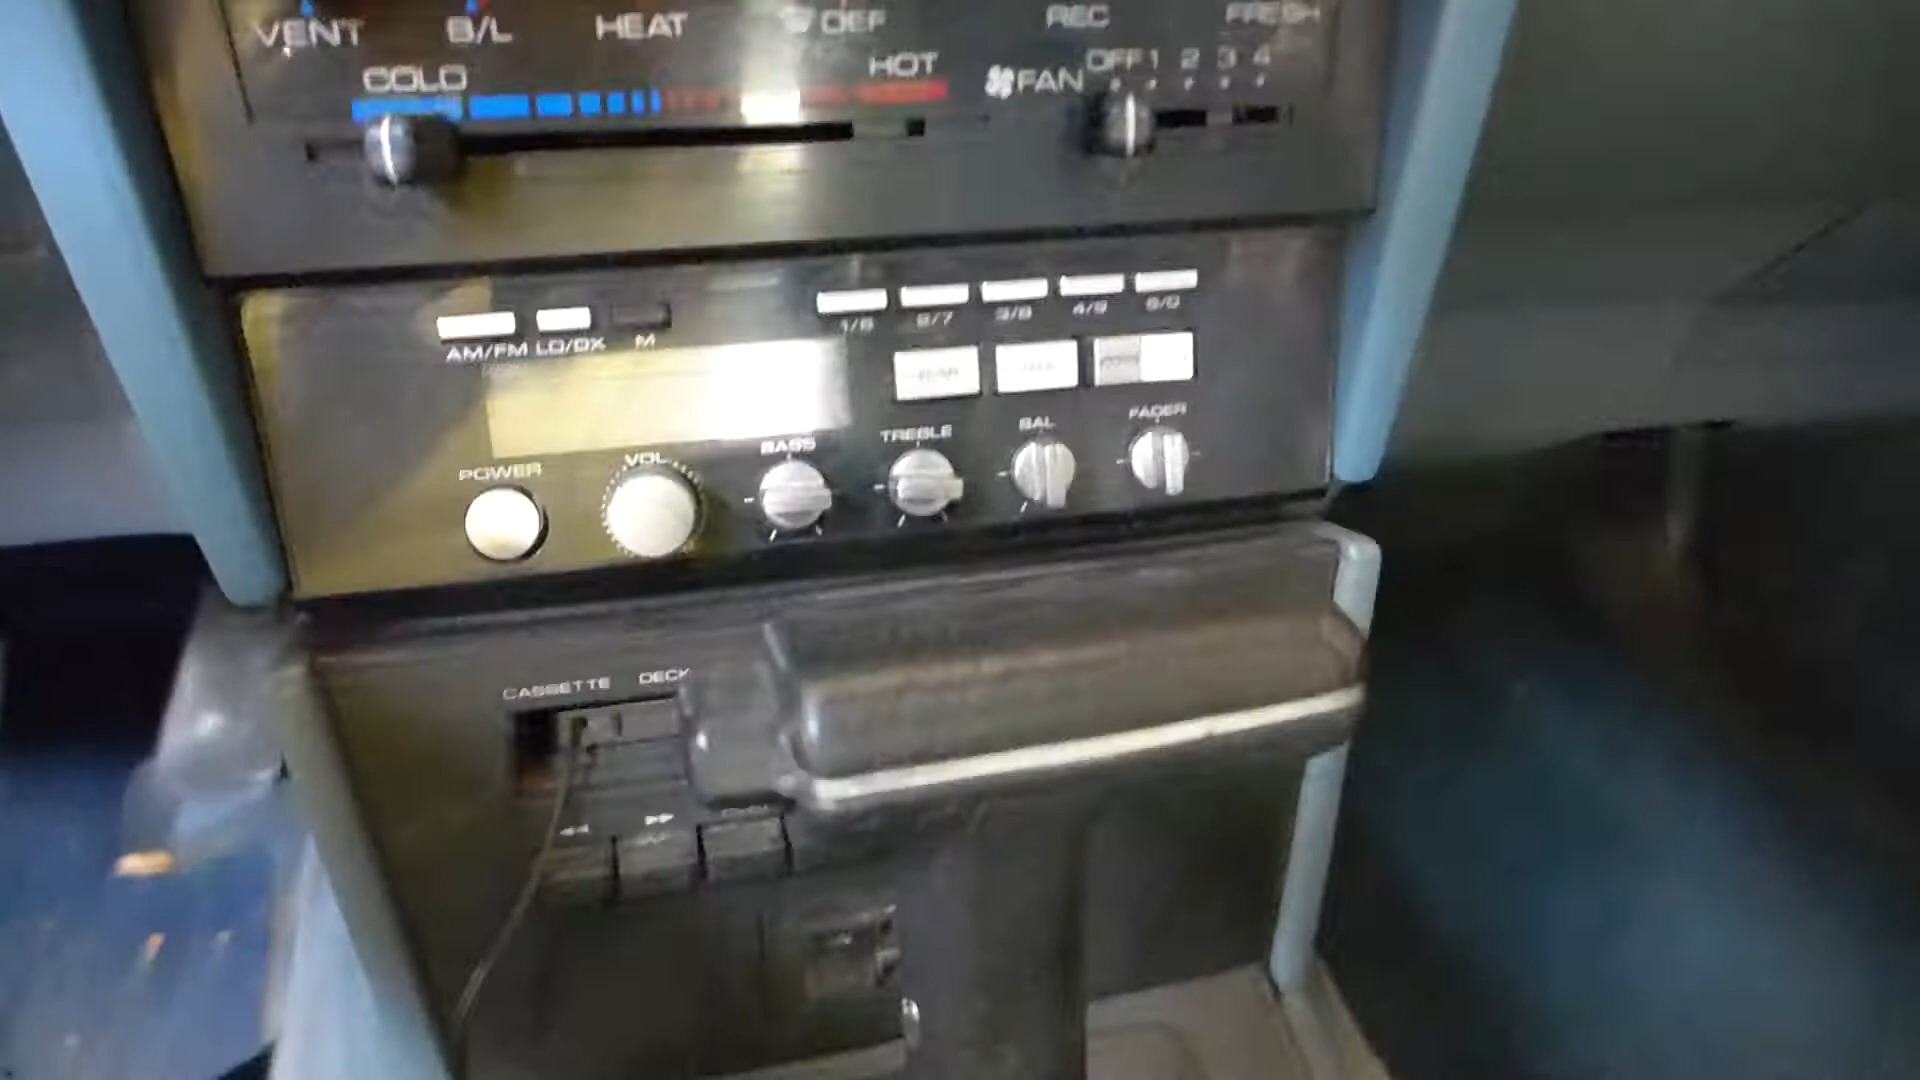 VENT B/L HEAT DEF REC FRESH
COLD HOT FAN OFF 1 2 3 4
AM/FM LO/DX M 1/6 2/7 3/8 4/9 5/0
POWER VOL BASS TREBLE BAL FADER
CASSETTE DECK